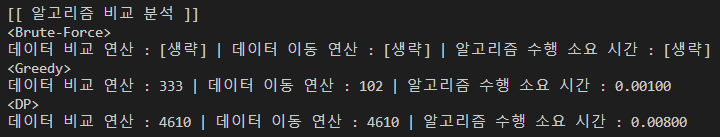 [[ 알고리즘 비교 분석 ]]
<Brute-Force>
데이터 비교 연산 : [생략] | 데이터 이동 연산 : [생략] | 알고리즘 수행 소요 시간 : [생략]
<Greedy>
데이터 비교 연산 : 333 | 데이터 이동 연산 : 102 | 알고리즘 수행 소요 시간 : 0.00100
<DP>
데이터 비교 연산 : 4610 | 데이터 이동 연산 : 4610 | 알고리즘 수행 소요 시간 : 0.00800